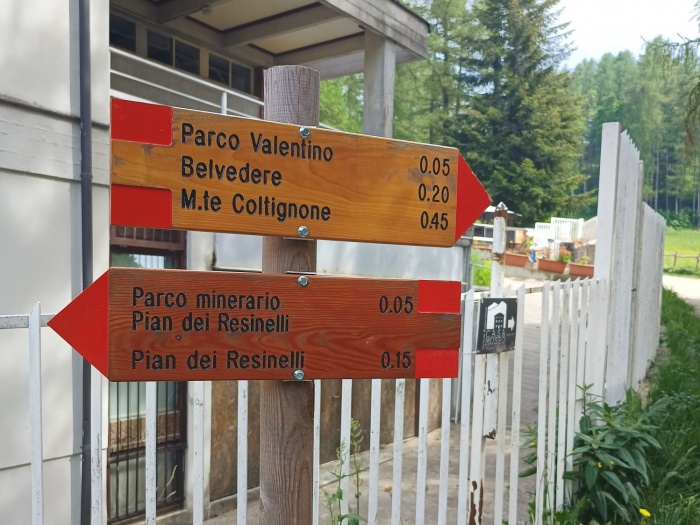 Parco Valentino 0.05
Belvedere 0.20
M.te Coltignone 0.45
Parco minerario 0.05
Pian dei Resinelli
Pian dei Resinelli 0.15